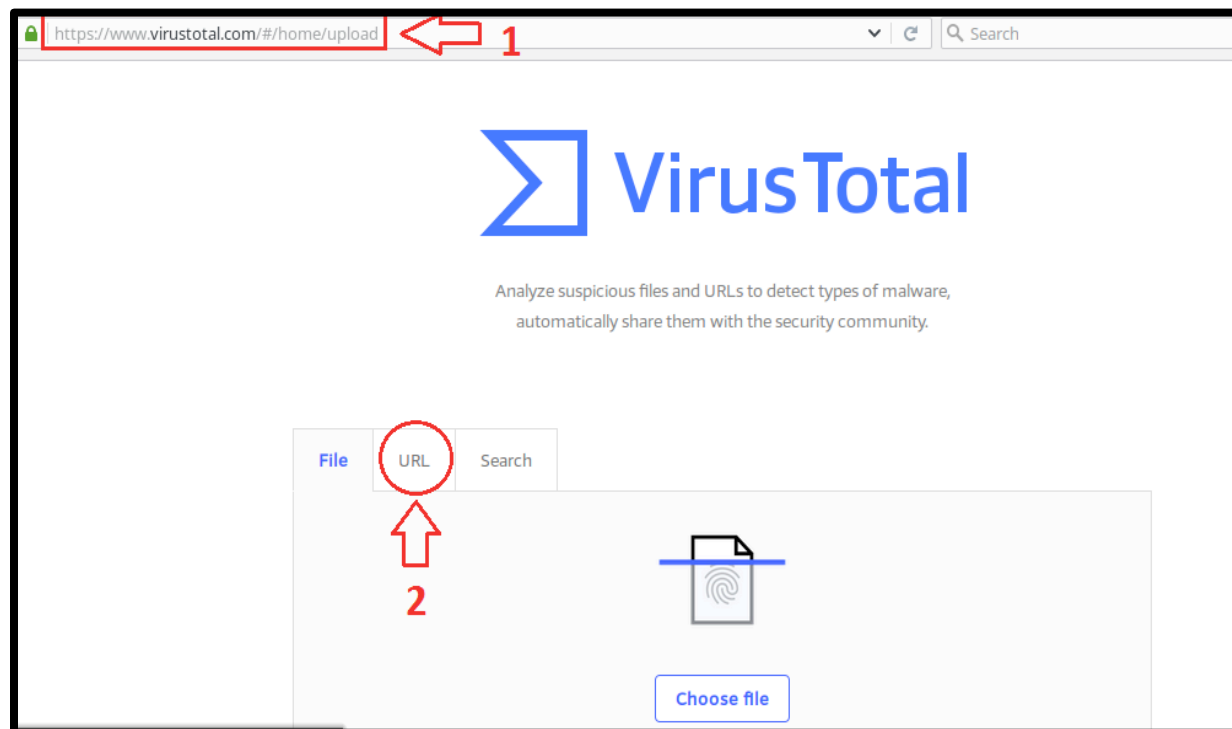 https://www.virustotal.com/#/home/upload
1
Search
VirusTotal
Analyze suspicious files and URLs to detect types of malware,
automatically share them with the security community.
File URL Search
2
Choose file